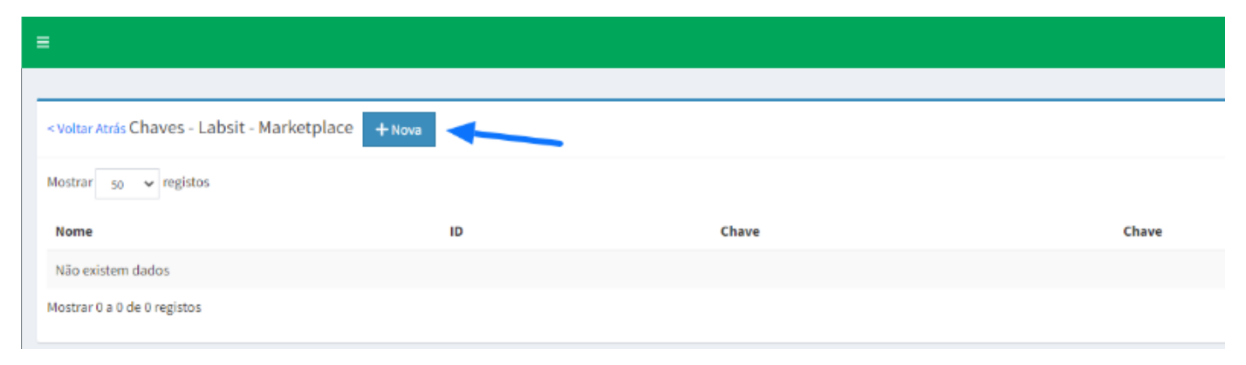 < Voltar Atrás Chaves - Labsit - Marketplace + Nova
Mostrar 50 registos
Nome ID Chave Chave
Não existem dados
Mostrar 0 a 0 de 0 registos